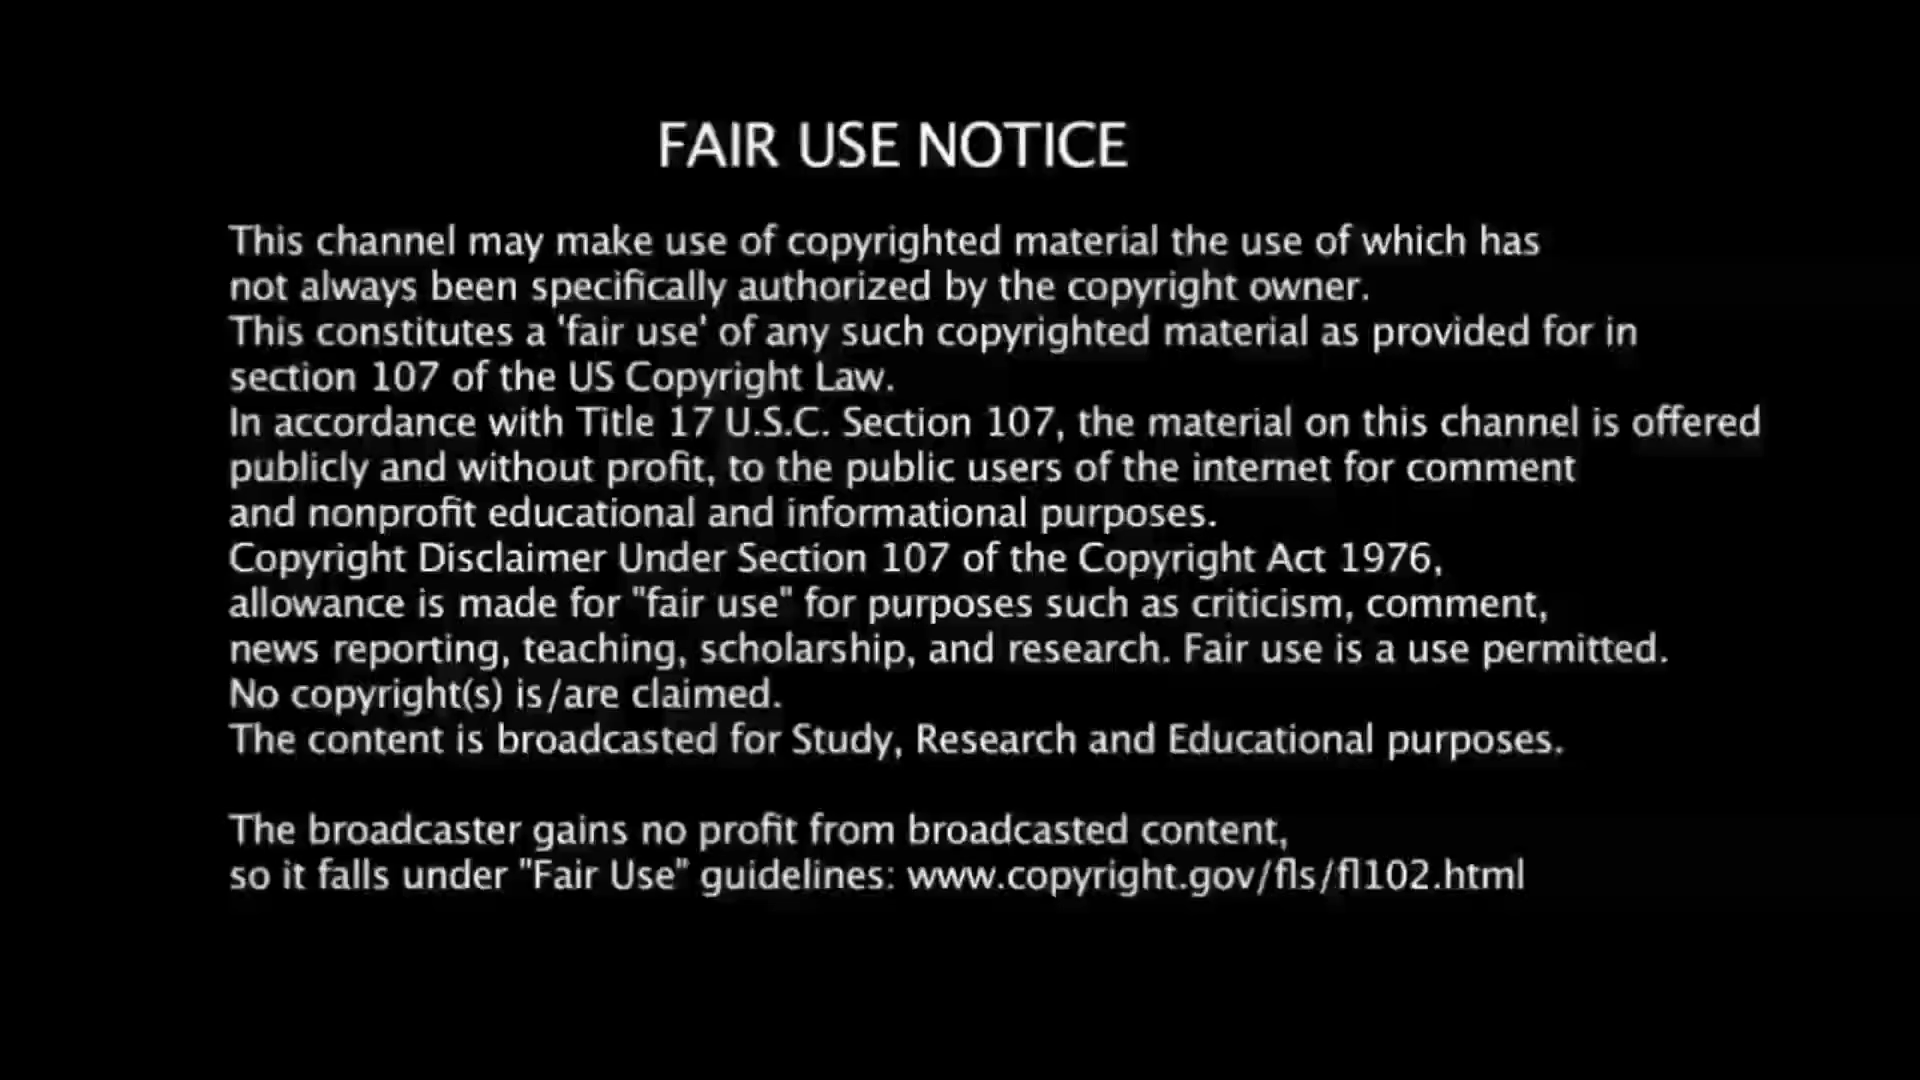 FAIR USE NOTICE
This channel may make use of copyrighted material the use of which has
not always been specifically authorized by the copyright owner.
This constitutes a 'fair use' of any such copyrighted material as provided for in
section 107 of the US Copyright Law.
In accordance with Title 17 U.S.C. Section 107, the material on this channel is offered
publicly and without profit, to the public users of the internet for comment
and nonprofit educational and informational purposes.
Copyright Disclaimer Under Section 107 of the Copyright Act 1976,
allowance is made for "fair use" for purposes such as criticism, comment,
news reporting, teaching, scholarship, and research. Fair use is a use permitted.
No copyright(s) is/are claimed.
The content is broadcasted for Study, Research and Educational purposes.
The broadcaster gains no profit from broadcasted content,
so it falls under "Fair Use" guidelines: www.copyright.gov/fls/fl102.html